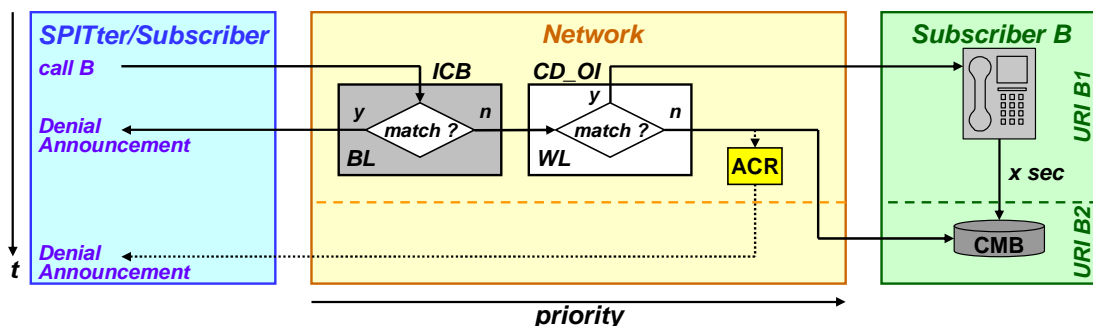 SPITter/Subscriber
Network
Subscriber B
call B
ICB
CD_OI
y
n
y
n
match ?
match ?
Denial
Announcement
BL
WL
ACR
URI B1
x sec
Denial
Announcement
CMB
URI B2
t
priority